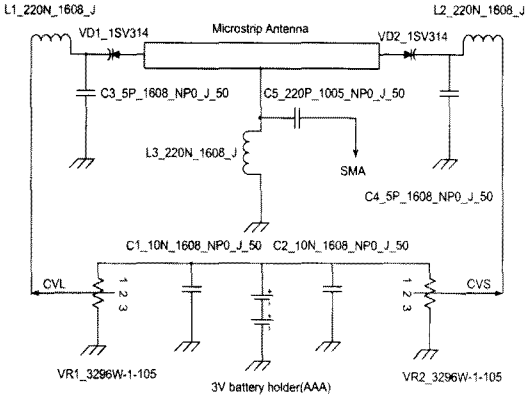 L1_220N_1608_J
L2_220N_1608_J
VD1_1SV314
Microstrip Antenna
VD2_1SV314
C3_5P_1608_NP0_J_50
C5_220P_1005_NP0_J_50
L3_220N_1608_J
SMA
C4_5P_1608_NP0_J_50
C1_10N_1608_NP0_J_50
C2_10N_1608_NP0_J_50
CVL
1
2
3
1
2
3
CVS
VR1_3296W-1-105
3V battery holder(AAA)
VR2_3296W-1-105